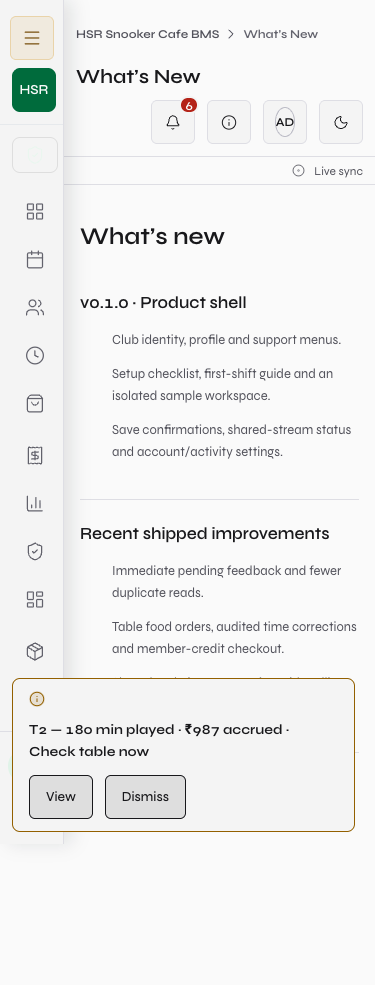 HSR Snooker Cafe BMS > What's New
HSR
What's New
6
AD
Live sync
What's new
v0.1.0 · Product shell
Club identity, profile and support menus.
Setup checklist, first-shift guide and an
isolated sample workspace.
Save confirmations, shared-stream status
and account/activity settings.
Recent shipped improvements
Immediate pending feedback and fewer
duplicate reads.
Table food orders, audited time corrections
and member-credit checkout.
T2 — 180 min played · ₹987 accrued ·
Check table now
View
Dismiss